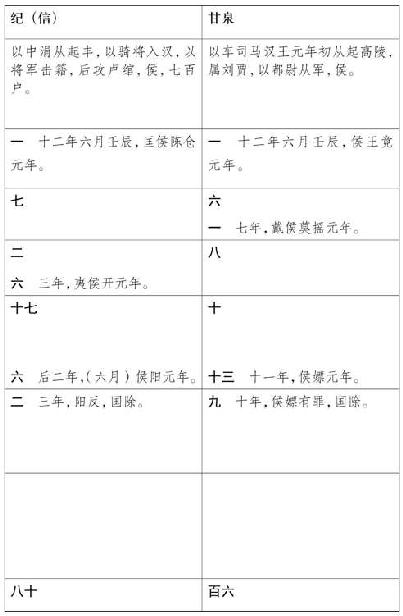 纪（信）
甘泉
以中涓从起丰，以骑将入汉，以
将军击籍，后攻卢绾，侯，七百
户。
以车司马汉王元年初从起高陵，
属刘贾，以都尉从军，侯。
一　十二年六月壬辰，匡侯陈仓
元年。
一　十二年六月壬辰，侯王竟
元年。
七
六
一　七年，戴侯莫摇元年。
二
六　三年，夷侯开元年。
八
十七
六　后二年，（六月）侯阳元年。
十
十三　十一年，侯嫖元年。
二　三年，阳反，国除。
九　十年，侯嫖有罪，国除。
八十
百六